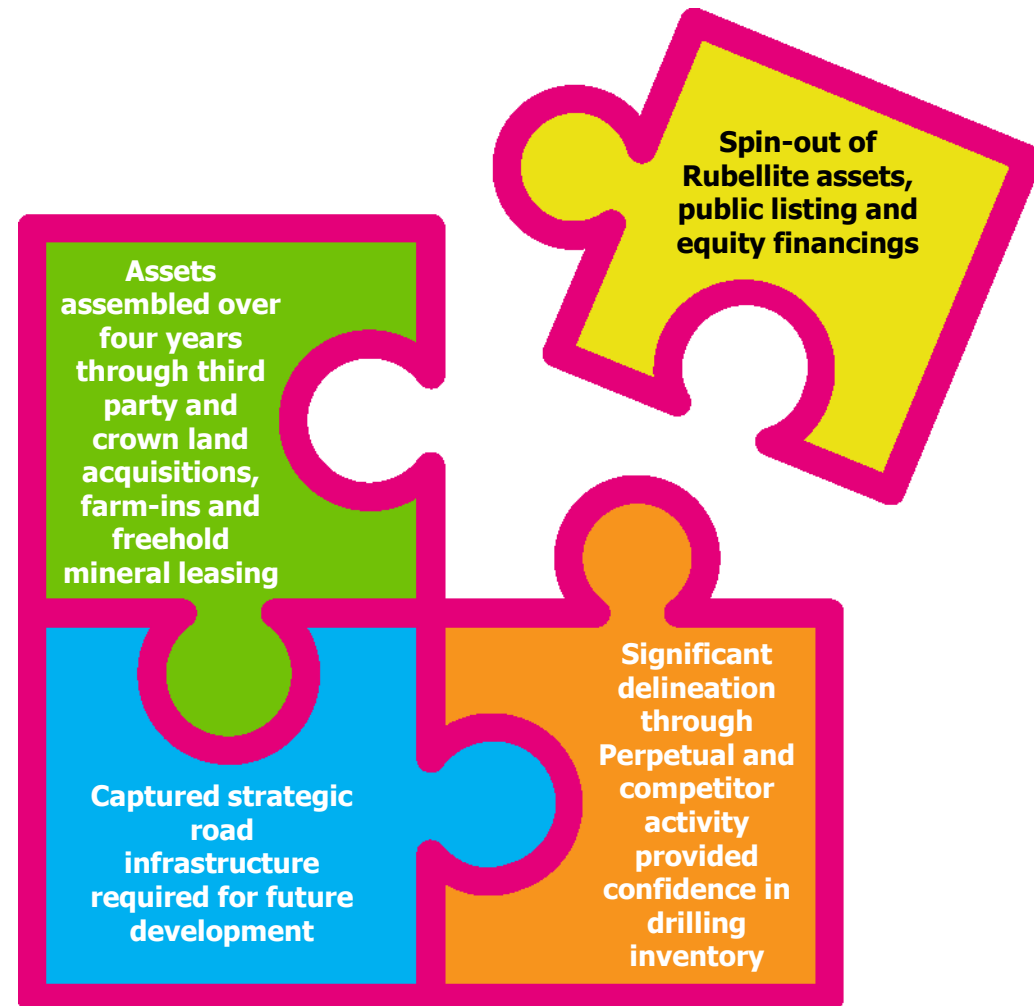 Spin-out of
Rubellite assets,
public listing and
equity financings
Assets
assembled over
four years
through third
party and
crown land
acquisitions,
farm-ins and
freehold
mineral leasing
Captured strategic
road
infrastructure
required for future
development
Significant
delineation
through
Perpetual and
competitor
activity
provided
confidence in
drilling
inventory